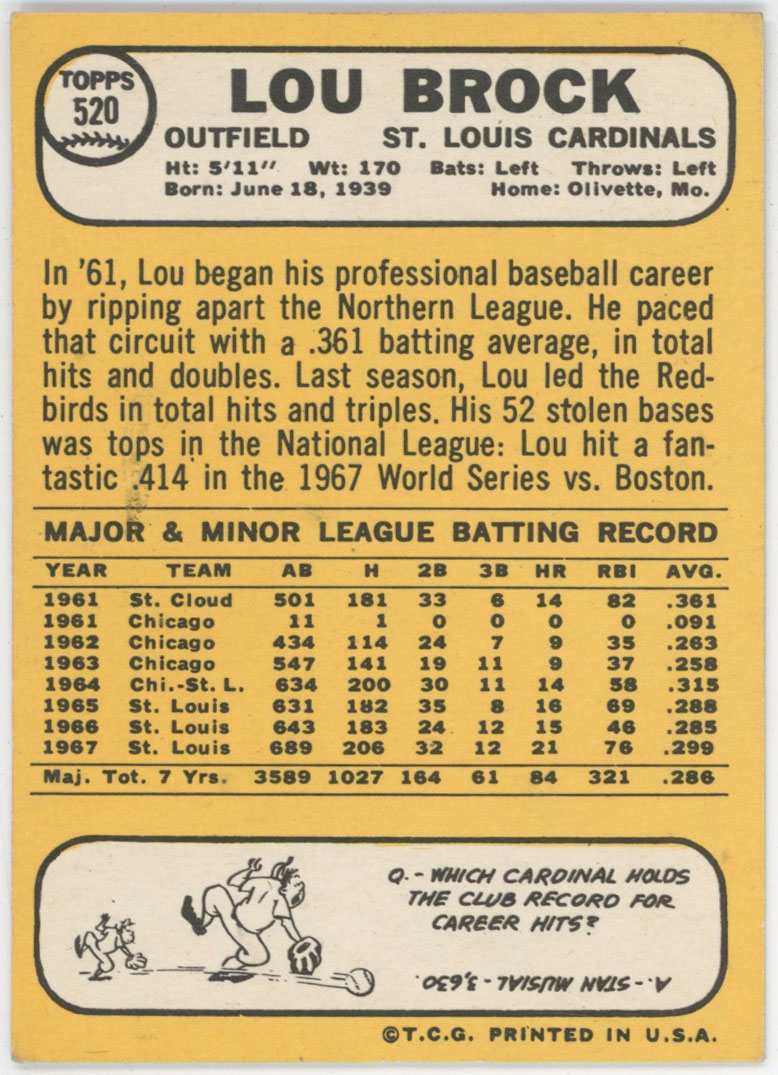 TOPPS
520
LOU BROCK
OUTFIELD ST. LOUIS CARDINALS
Ht: 5'11" Wt: 170 Bats: Left Throws: Left
Born: June 18, 1939 Home: Olivette, Mo.
In '61, Lou began his professional baseball career
by ripping apart the Northern League. He paced
that circuit with a .361 batting average, in total
hits and doubles. Last season, Lou led the Red-
birds in total hits and triples. His 52 stolen bases
was tops in the National League: Lou hit a fan-
tastic .414 in the 1967 World Series vs. Boston.
MAJOR & MINOR LEAGUE BATTING RECORD
YEAR TEAM AB H 2B 3B HR RBI AVG.
1961 St. Cloud 501 181 33 6 14 82 .361
1961 Chicago 11 1 0 0 0 0 .091
1962 Chicago 434 114 24 7 9 35 .263
1963 Chicago 547 141 19 11 9 37 .258
1964 Chi.-St. L. 634 200 30 11 14 58 .315
1965 St. Louis 631 182 35 8 16 69 .288
1966 St. Louis 643 183 24 12 15 46 .285
1967 St. Louis 689 206 32 12 21 76 .299
Maj. Tot. 7 Yrs. 3589 1027 164 61 84 321 .286
Q.- WHICH CARDINAL HOLDS
THE CLUB RECORD FOR
CAREER HITS?
A.- STAN MUSIAL - 3,630.
©T.C.G. PRINTED IN U.S.A.